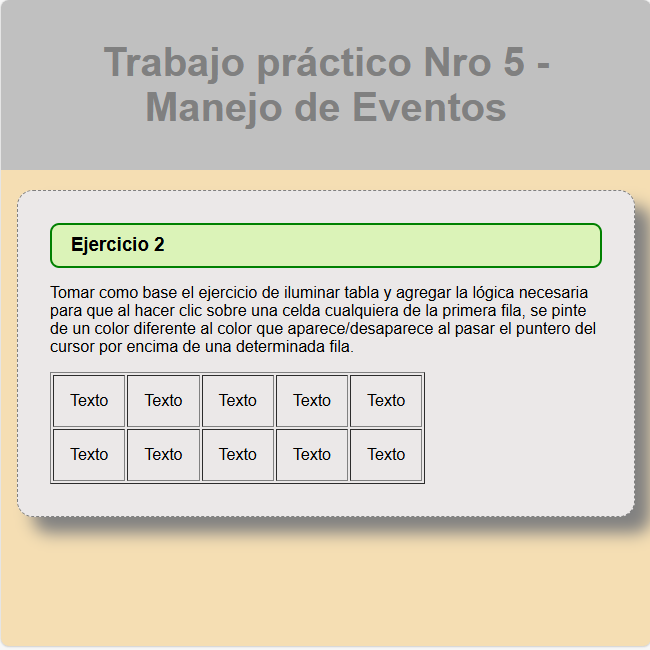 Trabajo práctico Nro 5 -
Manejo de Eventos
Ejercicio 2
Tomar como base el ejercicio de iluminar tabla y agregar la lógica necesaria
para que al hacer clic sobre una celda cualquiera de la primera fila, se pinte
de un color diferente al color que aparece/desaparece al pasar el puntero del
cursor por encima de una determinada fila.
Texto Texto Texto Texto Texto
Texto Texto Texto Texto Texto